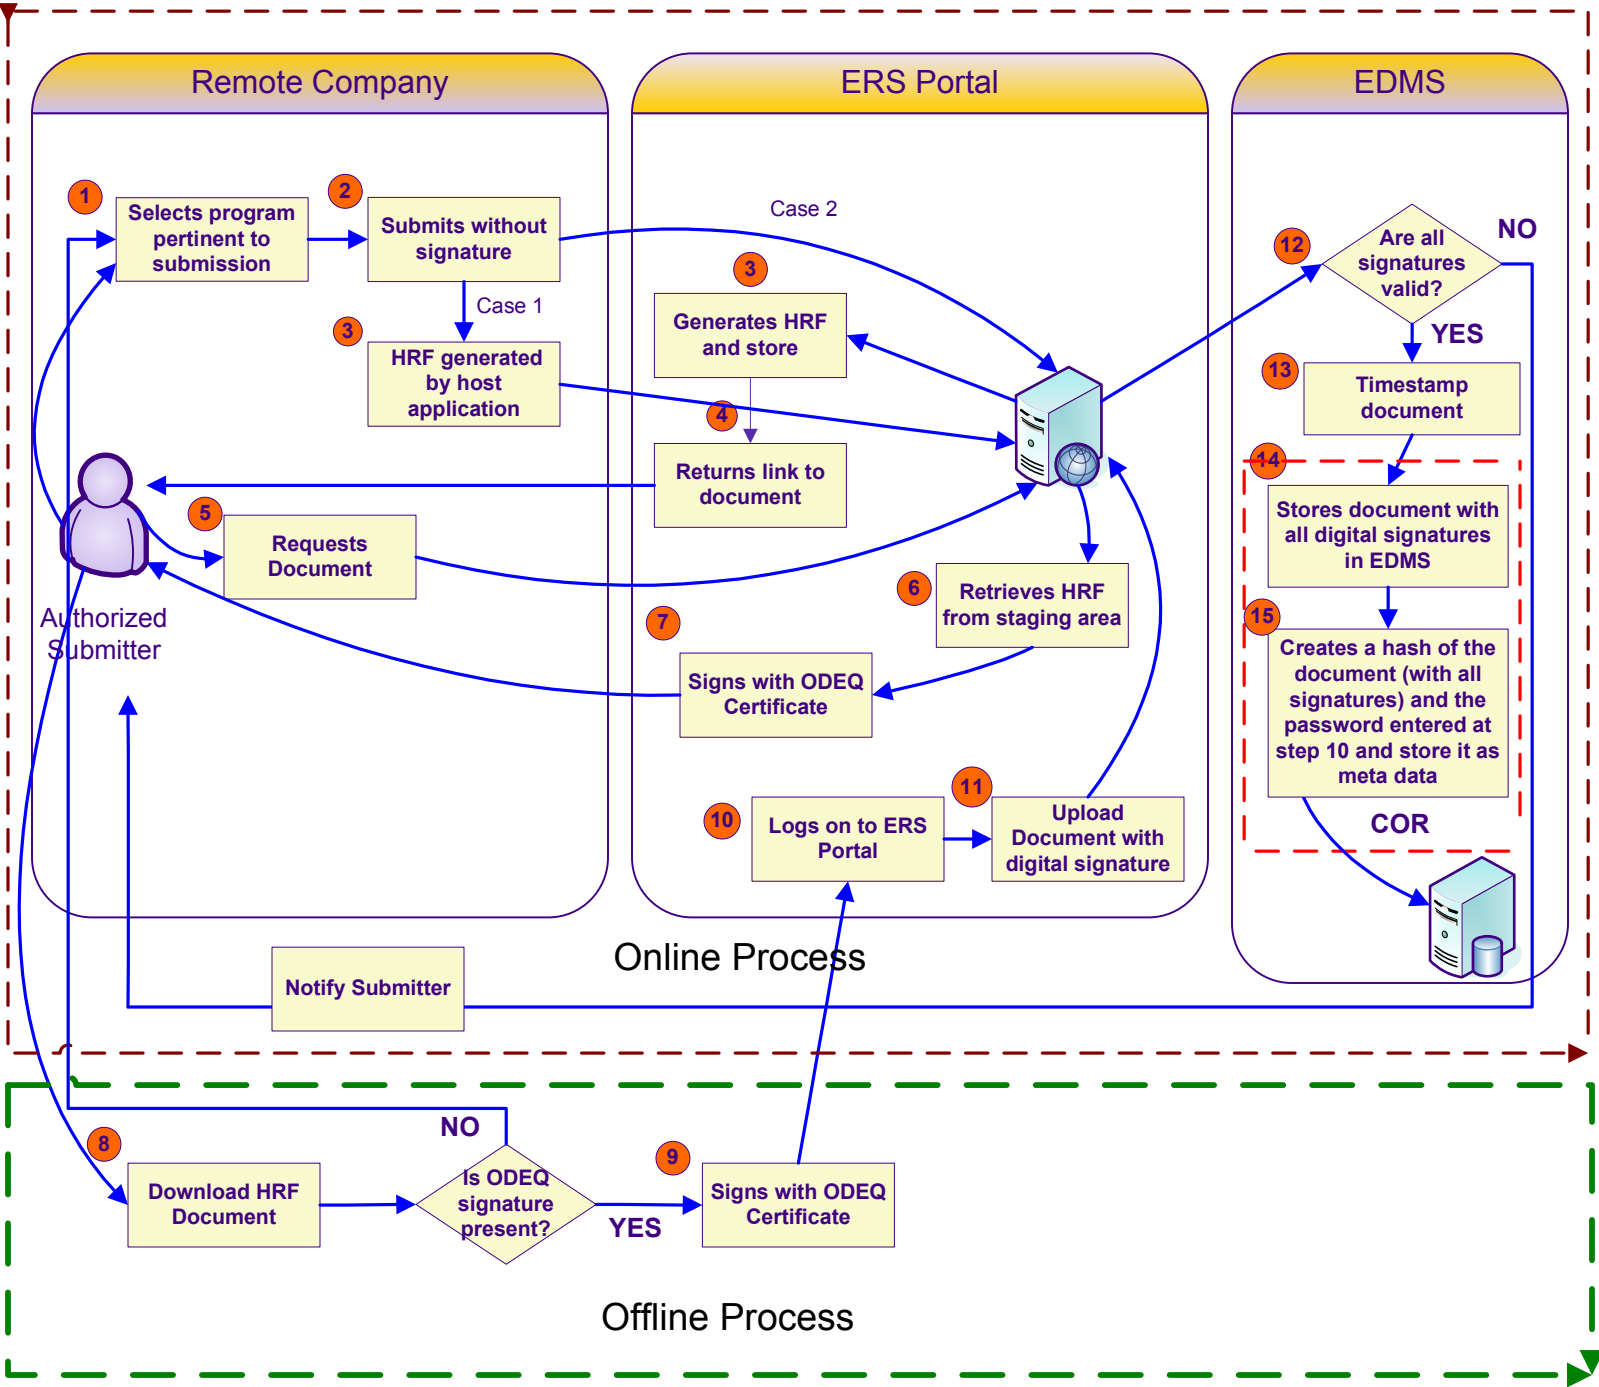 Remote Company
ERS Portal
EDMS
1
Selects program
pertinent to
submission
2
Submits without
signature
Case 1
Case 2
3
HRF generated
by host
application
3
Generates HRF
and store
4
Returns link to
document
5
Requests
Document
Authorized
Submitter
6
Retrieves HRF
from staging area
7
Signs with ODEQ
Certificate
10
Logs on to ERS
Portal
11
Upload
Document with
digital signature
12
Are all
signatures
valid?
NO
YES
13
Timestamp
document
14
Stores document with
all digital signatures
in EDMS
15
Creates a hash of the
document (with all
signatures) and the
password entered at
step 10 and store it as
meta data
COR
Online Process
Notify Submitter
8
Download HRF
Document
NO
Is ODEQ
signature
present?
YES
9
Signs with ODEQ
Certificate
Offline Process